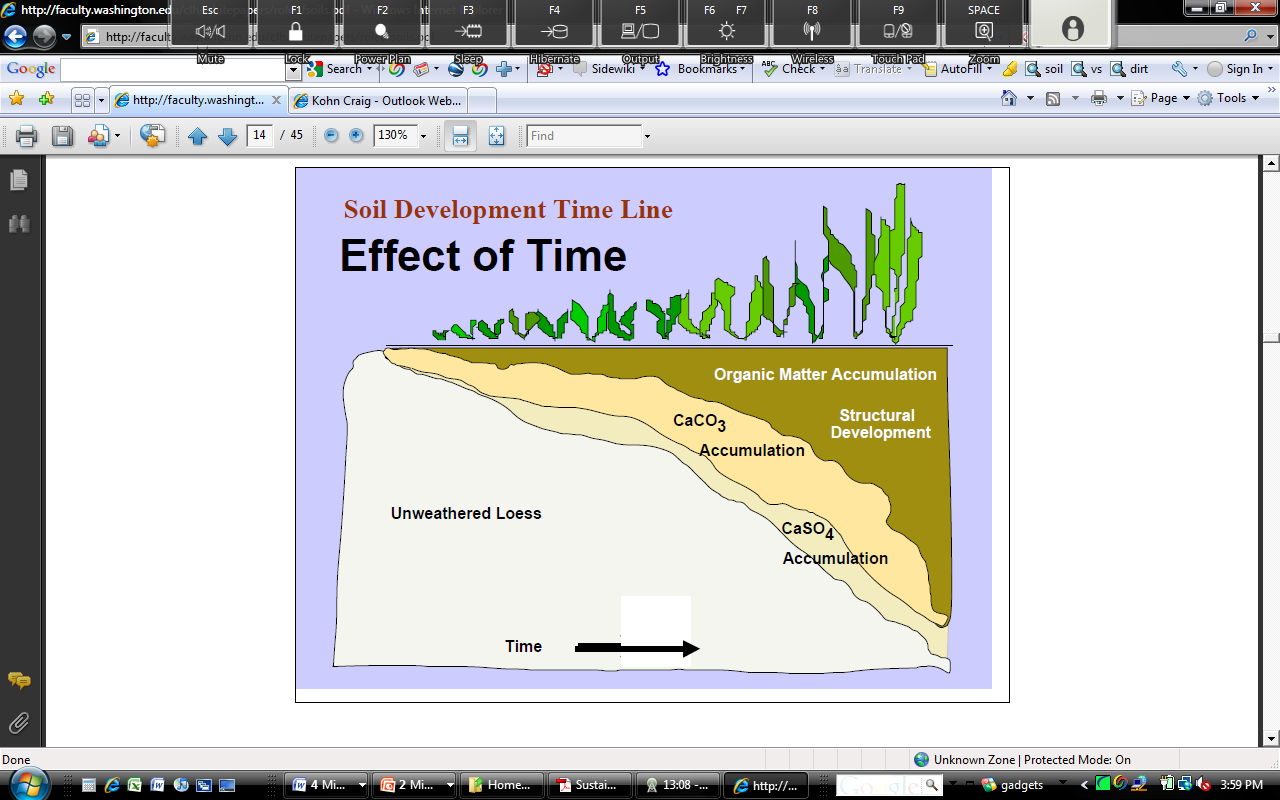 http://faculty.washington.ed
Esc F1 F2 F3 F4 F5 F6 F7 F8 F9 SPACE
Mute Lock Power Plan Sleep Hibernate Output Brightness Wireless Touch Pad Zoom
http://facul
Google Search Sidewiki Bookmarks Check Translate AutoFill soil vs dirt Sign In
http://faculty.washingt... Kohn Craig - Outlook Web... Page Tools
14 / 45 130% Find
Soil Development Time Line
Effect of Time
Organic Matter Accumulation
Structural
Development
CaCO3
Accumulation
Unweathered Loess
CaSO4
Accumulation
Time
Done Unknown Zone | Protected Mode: On
4 Mi... 2 Mi... Home... Sustai... 13:08 -... http://... Google gadgets 3:59 PM